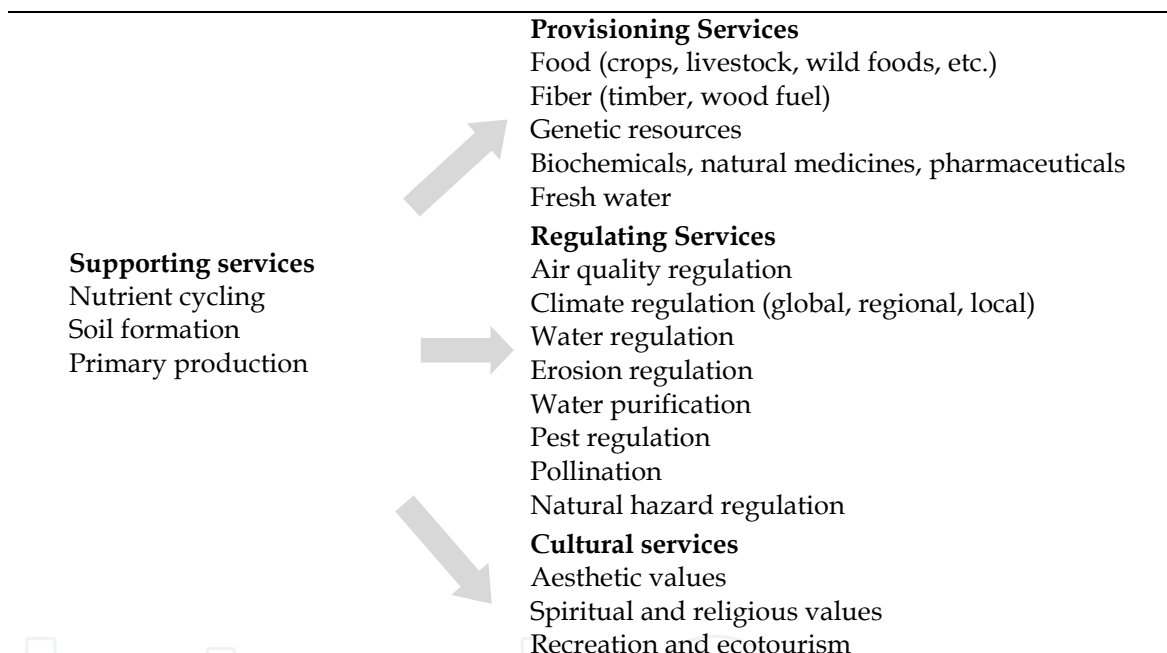 Supporting services
Nutrient cycling
Soil formation
Primary production
Provisioning Services
Food (crops, livestock, wild foods, etc.)
Fiber (timber, wood fuel)
Genetic resources
Biochemicals, natural medicines, pharmaceuticals
Fresh water
Regulating Services
Air quality regulation
Climate regulation (global, regional, local)
Water regulation
Erosion regulation
Water purification
Pest regulation
Pollination
Natural hazard regulation
Cultural services
Aesthetic values
Spiritual and religious values
Recreation and ecotourism